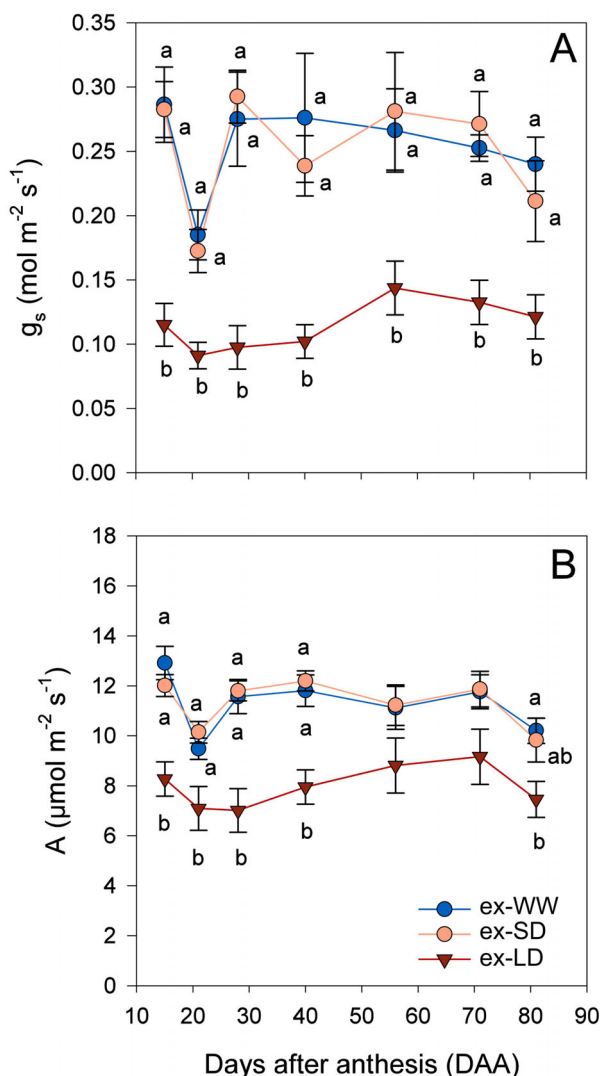 A
gs (mol m-2 s-1)
0.35
0.30
0.25
0.20
0.15
0.10
0.05
0.00
a a a a a
a a a a a
a
a a
a
b b b b b b b
B
A (µmol m-2 s-1)
18
16
14
12
10
8
6
4
2
0
a a a a
a a a a
a ab
b b b b b
ex-WW
ex-SD
ex-LD
10 20 30 40 50 60 70 80 90
Days after anthesis (DAA)